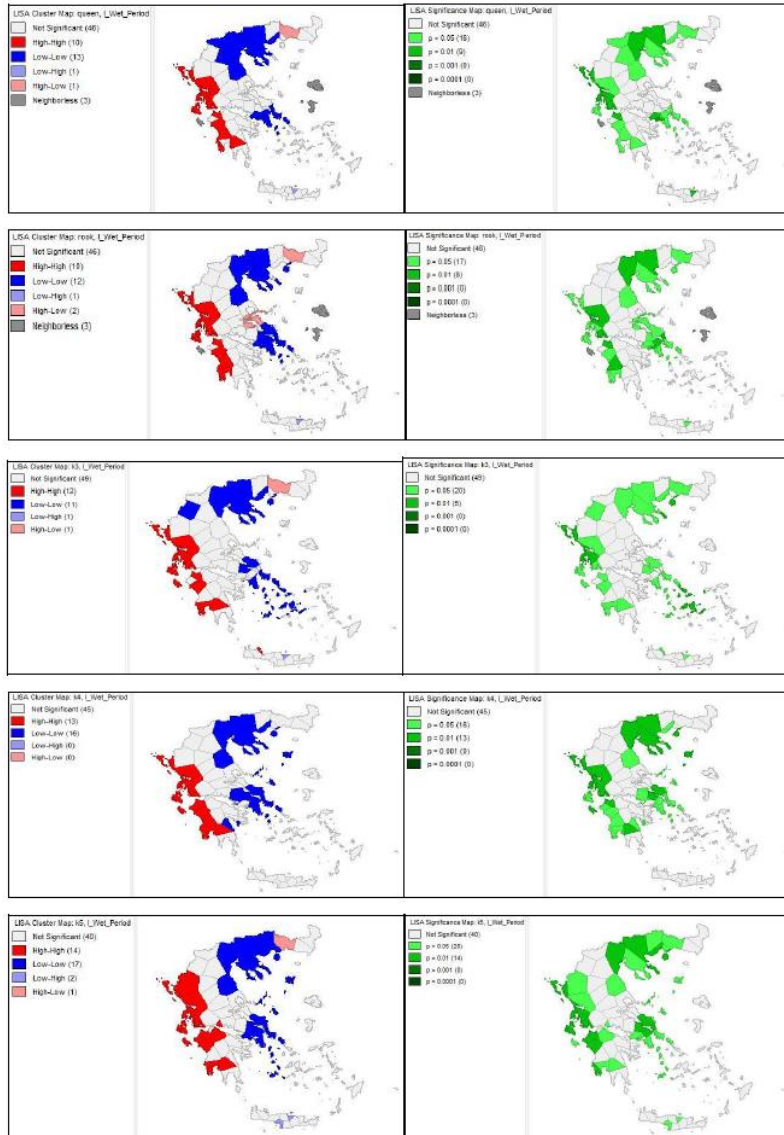 LISA Cluster Map: queen, I_Wet_Period
Not Significant (46)
High-High (10)
Low-Low (13)
Low-High (1)
High-Low (1)
Neighborless (3)
LISA Significance Map: queen, I_Wet_Period
Not Significant (46)
p = 0.05 (16)
p = 0.01 (9)
p = 0.001 (0)
p = 0.0001 (0)
Neighborless (3)
LISA Cluster Map: rook, I_Wet_Period
Not Significant (46)
High-High (10)
Low-Low (12)
Low-High (1)
High-Low (2)
Neighborless (3)
LISA Significance Map: rook, I_Wet_Period
Not Significant (46)
p = 0.05 (17)
p = 0.01 (8)
p = 0.001 (0)
p = 0.0001 (0)
Neighborless (3)
LISA Cluster Map: k3, I_Wet_Period
Not Significant (49)
High-High (12)
Low-Low (11)
Low-High (1)
High-Low (1)
LISA Significance Map: k3, I_Wet_Period
Not Significant (49)
p = 0.05 (20)
p = 0.01 (5)
p = 0.001 (0)
p = 0.0001 (0)
LISA Cluster Map: k4, I_Wet_Period
Not Significant (45)
High-High (13)
Low-Low (16)
Low-High (0)
High-Low (0)
LISA Significance Map: k4, I_Wet_Period
Not Significant (45)
p = 0.05 (16)
p = 0.01 (13)
p = 0.001 (0)
p = 0.0001 (0)
LISA Cluster Map: k5, I_Wet_Period
Not Significant (40)
High-High (14)
Low-Low (17)
Low-High (2)
High-Low (1)
LISA Significance Map: k5, I_Wet_Period
Not Significant (40)
p = 0.05 (20)
p = 0.01 (14)
p = 0.001 (0)
p = 0.0001 (0)